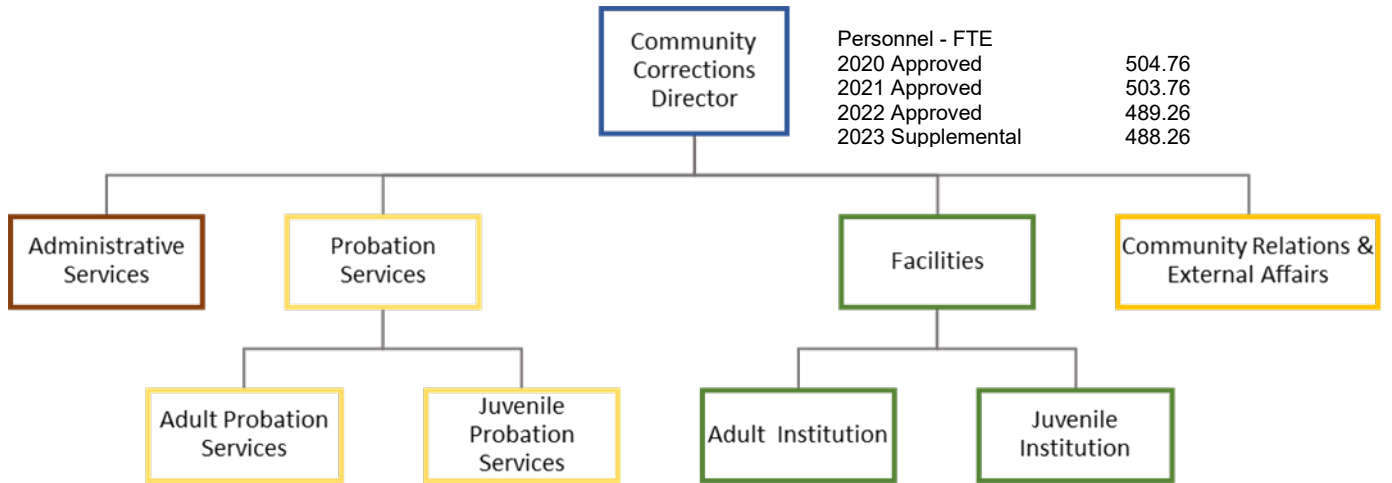 Community
Corrections
Director
Personnel - FTE
2020 Approved 504.76
2021 Approved 503.76
2022 Approved 489.26
2023 Supplemental 488.26
Administrative
Services
Probation
Services
Facilities
Community Relations &
External Affairs
Adult Probation
Services
Juvenile
Probation
Services
Adult Institution
Juvenile
Institution